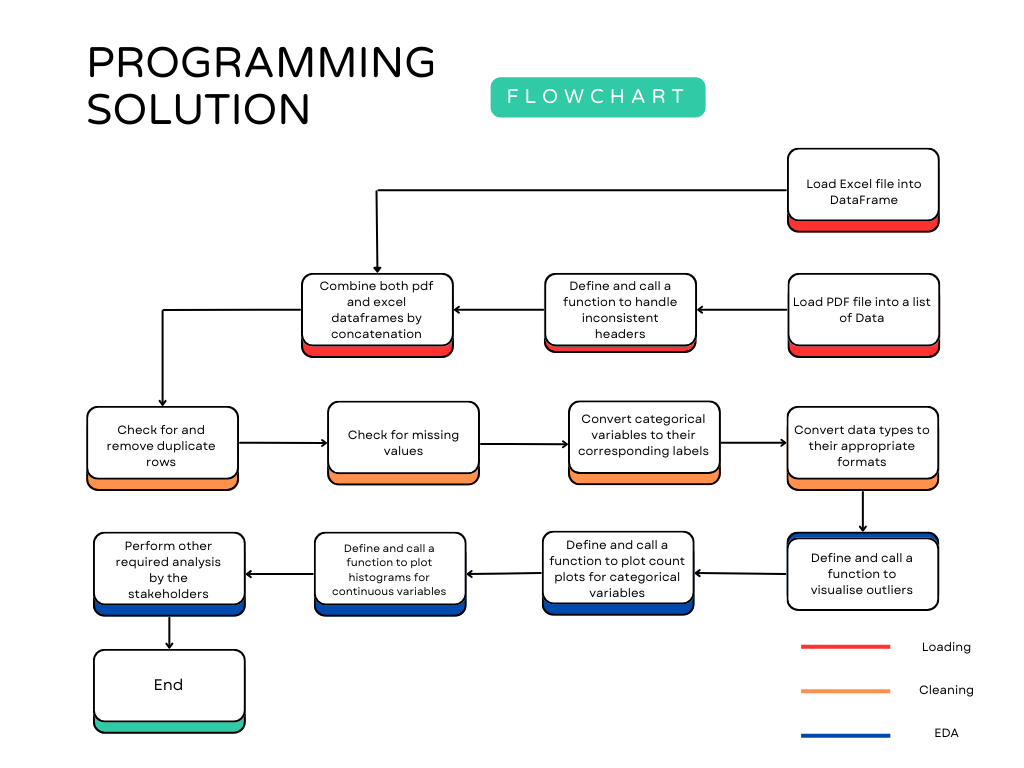 PROGRAMMING
SOLUTION
FLOWCHART
Load Excel file into
DataFrame
Combine both pdf
and excel
dataframes by
concatenation
Define and call a
function to handle
inconsistent
headers
Load PDF file into a list
of Data
Check for and
remove duplicate
rows
Check for missing
values
Convert categorical
variables to their
corresponding labels
Convert data types to
their appropriate
formats
Perform other
required analysis
by the
stakeholders
Define and call a
function to plot
histograms for
continuous variables
Define and call a
function to plot count
plots for categorical
variables
Define and call a
function to
visualise outliers
End
Loading
Cleaning
EDA